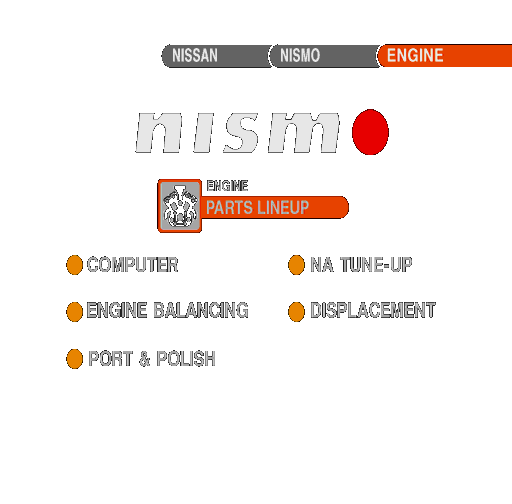 NISSAN NISMO ENGINE
nismo
ENGINE
PARTS LINEUP
COMPUTER NA TUNE-UP
ENGINE BALANCING DISPLACEMENT
PORT & POLISH